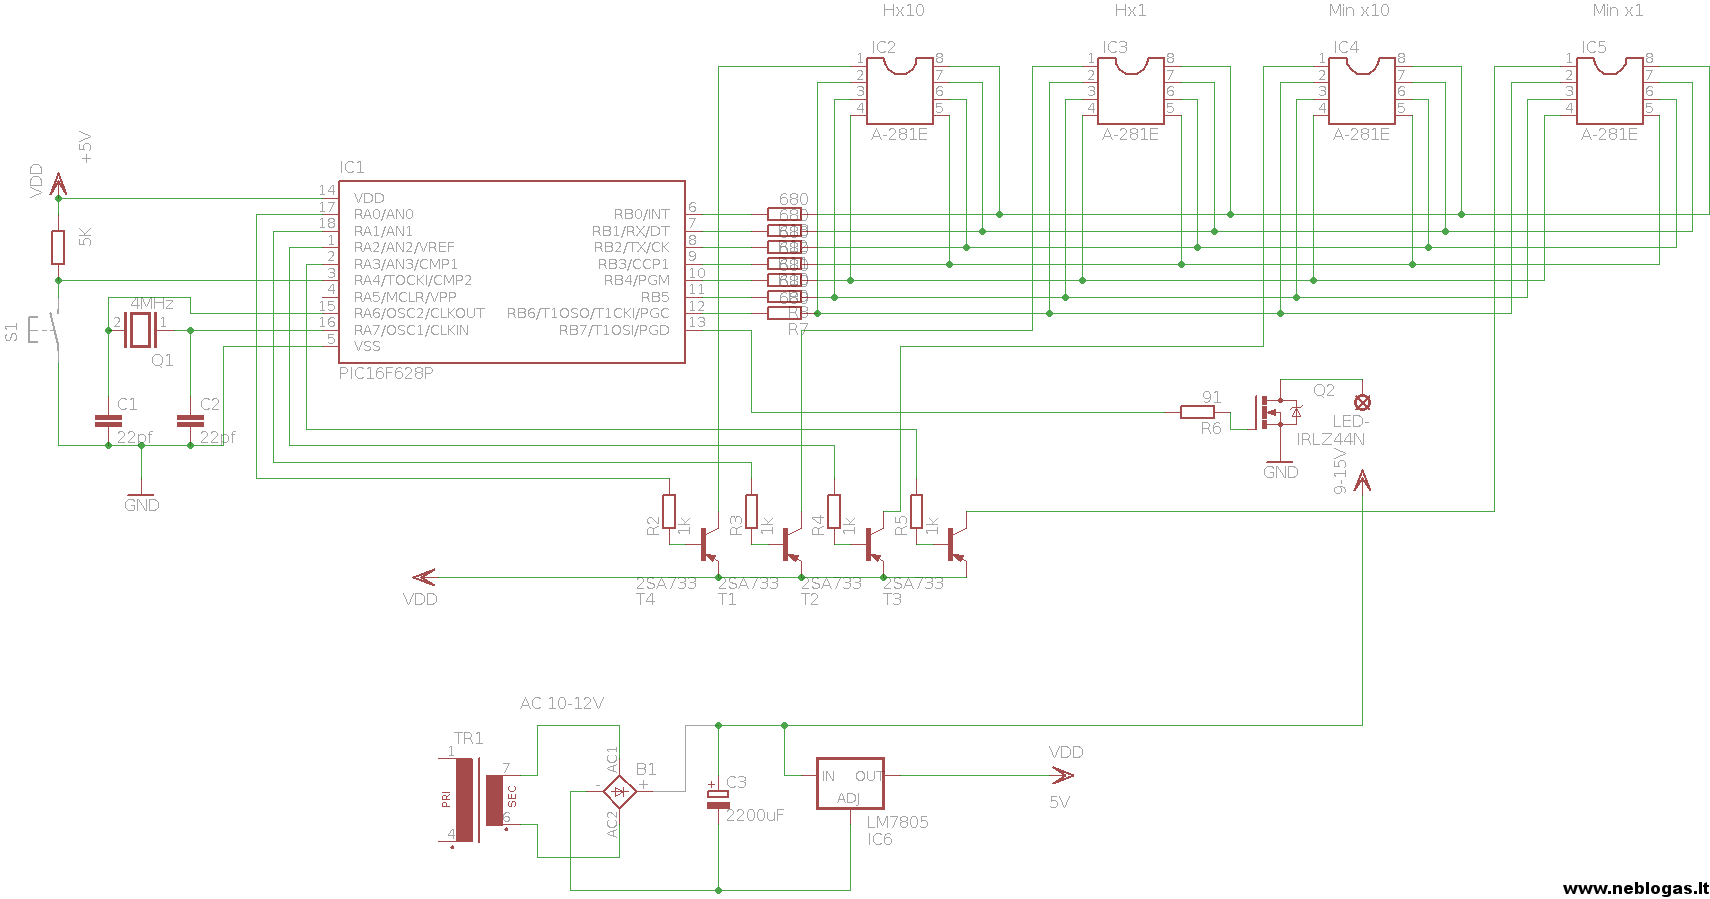 Hx10
Hx1
Min x10
Min x1
IC2
1
2
3
4
8
7
6
5
A-281E
IC3
1
2
3
4
8
7
6
5
A-281E
IC4
1
2
3
4
8
7
6
5
A-281E
IC5
1
2
3
4
8
7
6
5
A-281E
VDD
+5V
5K
S1
IC1
14
17
18
1
2
3
4
15
16
5
VDD
RA0/AN0
RA1/AN1
RA2/AN2/VREF
RA3/AN3/CMP1
RA4/TOCKI/CMP2
RA5/MCLR/VPP
RA6/OSC2/CLKOUT
RA7/OSC1/CLKIN
VSS
RB0/INT
RB1/RX/DT
RB2/TX/CK
RB3/CCP1
RB4/PGM
RB5
RB6/T1OSO/T1CKI/PGC
RB7/T1OSI/PGD
6
7
8
9
10
11
12
13
PIC16F628P
680
680
R7
4MHz
2
1
Q1
C1
22pf
C2
22pf
GND
91
R6
Q2
LED-
IRLZ44N
GND
9-15V
R2
1k
R3
1k
R4
1k
R5
1k
VDD
2SA733
T4
2SA733
T1
2SA733
T2
2SA733
T3
AC 10-12V
TR1
1
4
PRI
SEC
7
6
AC1
AC2
B1
-
+
+
C3
2200uF
IN
OUT
ADJ
LM7805
IC6
VDD
5V
www.neblogas.lt